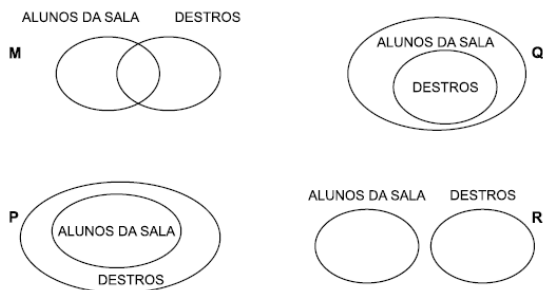 ALUNOS DA SALA DESTROS
M
ALUNOS DA SALA
Q
DESTROS
P
ALUNOS DA SALA
DESTROS
ALUNOS DA SALA DESTROS
R